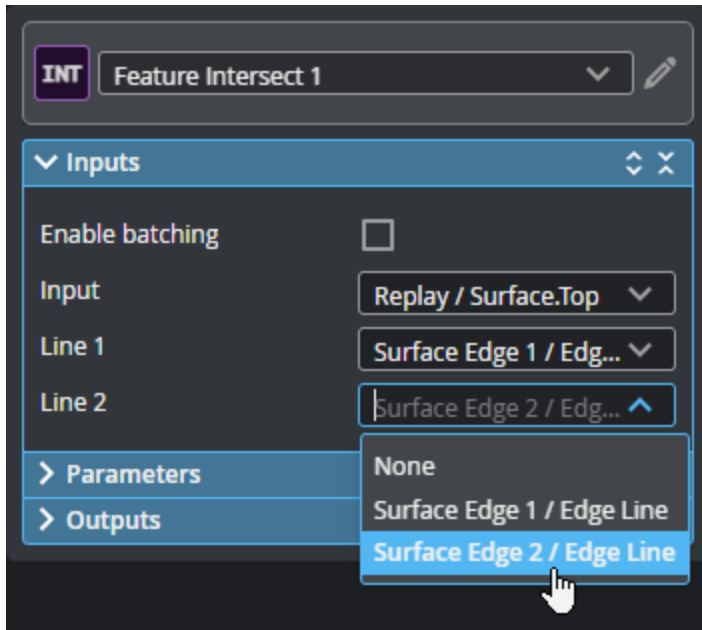 INT Feature Intersect 1
Inputs
Enable batching
Input Replay / Surface.Top
Line 1 Surface Edge 1 / Edg...
Line 2 Surface Edge 2 / Edg...
None
Parameters
Surface Edge 1 / Edge Line
Outputs
Surface Edge 2 / Edge Line